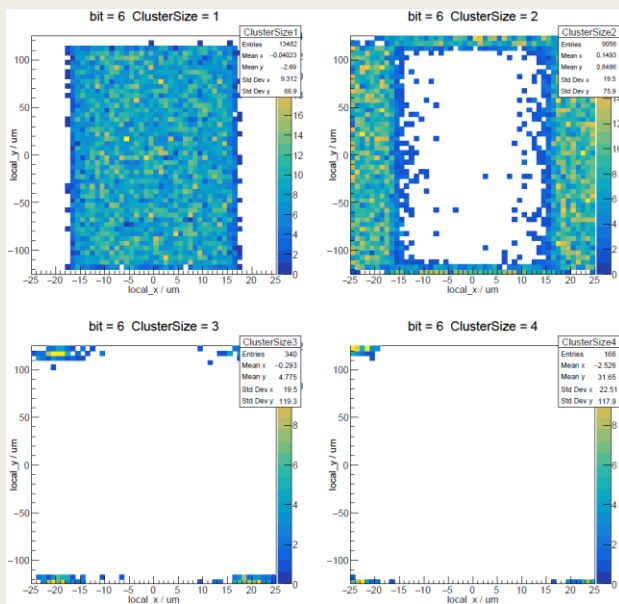 bit = 6 ClusterSize = 1
ClusterSize1
Entries 13482
Mean x -0.04023
Mean y -2.69
Std Dev x 9.312
Std Dev y 66.9
local_y / um
100
50
0
−50
−100
−25 −20 −15 −10 −5 0 5 10 15 20 25
local_x / um
16
14
12
10
8
6
4
2
0
bit = 6 ClusterSize = 2
ClusterSize2
Entries 9056
Mean x 0.1493
Mean y 0.8486
Std Dev x 19.5
Std Dev y 75.9
local_y / um
100
50
0
−50
−100
−25 −20 −15 −10 −5 0 5 10 15 20 25
local_x / um
14
12
10
8
6
4
2
0
bit = 6 ClusterSize = 3
ClusterSize3
Entries 340
Mean x -0.293
Mean y 4.775
Std Dev x 19.5
Std Dev y 119.3
local_y / um
100
50
0
−50
−100
−25 −20 −15 −10 −5 0 5 10 15 20 25
local_x / um
8
6
4
2
0
bit = 6 ClusterSize = 4
ClusterSize4
Entries 166
Mean x -2.526
Mean y 31.65
Std Dev x 22.51
Std Dev y 117.9
local_y / um
100
50
0
−50
−100
−25 −20 −15 −10 −5 0 5 10 15 20 25
local_x / um
8
6
4
2
0